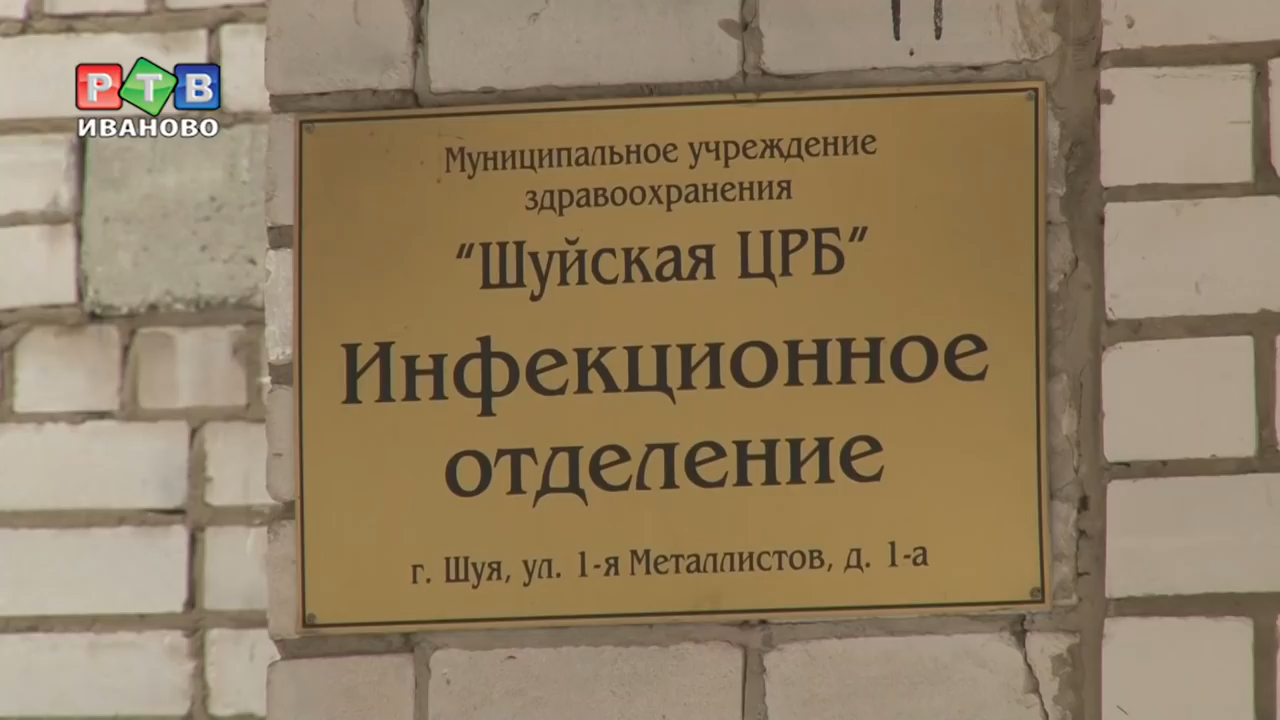 РТВ
ИВАНОВО
Муниципальное учреждение
здравоохранения
"Шуйская ЦРБ"
Инфекционное
отделение
г. Шуя, ул. 1-я Металлистов, д. 1-а